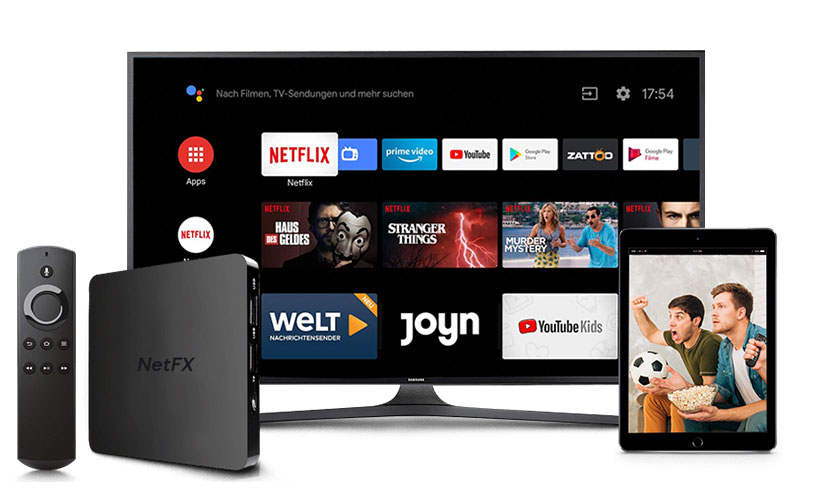 Nach Filmen, TV-Sendungen und mehr suchen
17:54
NETFLIX
prime video
YouTube
Google Play
Store
ZATTOO
Google Play
Filme
Apps
Netflix
NETFLIX
NETFLIX
HAUS
DES GELDES
NETFLIX
STRANGER
THINGS
NETFLIX
MURDER
MYSTERY
NETFLIX
WELT
NACHRICHTENSENDER
NEU
joyn
YouTube Kids
SAMSUNG
NetFX